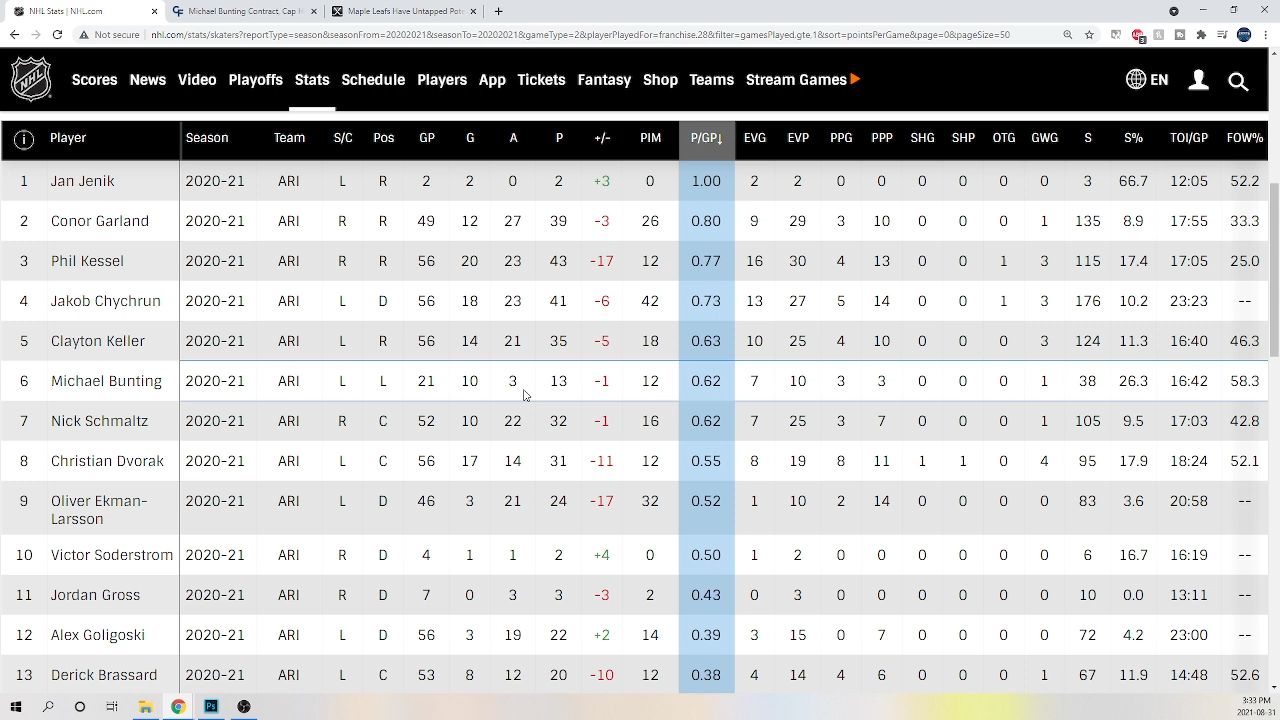 NHL Stats | NHL.com
Michael Bunting Contract, Cap H
Maple Leafs Have Untapped Pote
Not secure
nhl.com/stats/skaters?reportType=season&seasonFrom=20202021&seasonTo=20202021&gameType=2&playerPlayedFor=franchise.28&filter=gamesPlayed,gte,1&sort=pointsPerGame&page=0&pageSize=50
NHL Scores News Video Playoffs Stats Schedule Players App Tickets Fantasy Shop Teams Stream Games EN
Player Season Team S/C Pos GP G A P +/- PIM P/GP↓ EVG EVP PPG PPP SHG SHP OTG GWG S S% TOI/GP FOW%
1 Jan Jenik 2020-21 ARI L R 2 2 0 2 +3 0 1.00 2 2 0 0 0 0 0 0 3 66.7 12:05 52.2
2 Conor Garland 2020-21 ARI R R 49 12 27 39 -3 26 0.80 9 29 3 10 0 0 0 1 135 8.9 17:55 33.3
3 Phil Kessel 2020-21 ARI R R 56 20 23 43 -17 12 0.77 16 30 4 13 0 0 1 3 115 17.4 17:05 25.0
4 Jakob Chychrun 2020-21 ARI L D 56 18 23 41 -6 42 0.73 13 27 5 14 0 0 1 3 176 10.2 23:23 --
5 Clayton Keller 2020-21 ARI L R 56 14 21 35 -5 18 0.63 10 25 4 10 0 0 0 3 124 11.3 16:40 46.3
6 Michael Bunting 2020-21 ARI L L 21 10 3 13 -1 12 0.62 7 10 3 3 0 0 0 1 38 26.3 16:42 58.3
7 Nick Schmaltz 2020-21 ARI R C 52 10 22 32 -1 16 0.62 7 25 3 7 0 0 0 1 105 9.5 17:03 42.8
8 Christian Dvorak 2020-21 ARI L C 56 17 14 31 -11 12 0.55 8 19 8 11 1 1 0 4 95 17.9 18:24 52.1
9 Oliver Ekman- 2020-21 ARI L D 46 3 21 24 -17 32 0.52 1 10 2 14 0 0 0 0 83 3.6 20:58 --
Larsson
10 Victor Soderstrom 2020-21 ARI R D 4 1 1 2 +4 0 0.50 1 2 0 0 0 0 0 0 6 16.7 16:19 --
11 Jordan Gross 2020-21 ARI R D 7 0 3 3 -3 2 0.43 0 3 0 0 0 0 0 0 10 0.0 13:11 --
12 Alex Goligoski 2020-21 ARI L D 56 3 19 22 +2 14 0.39 3 15 0 7 0 0 0 0 72 4.2 23:00 --
13 Derick Brassard 2020-21 ARI L C 53 8 12 20 -10 12 0.38 4 14 4 6 0 0 0 1 67 11.9 14:48 52.6
3:33 PM
2021-08-31